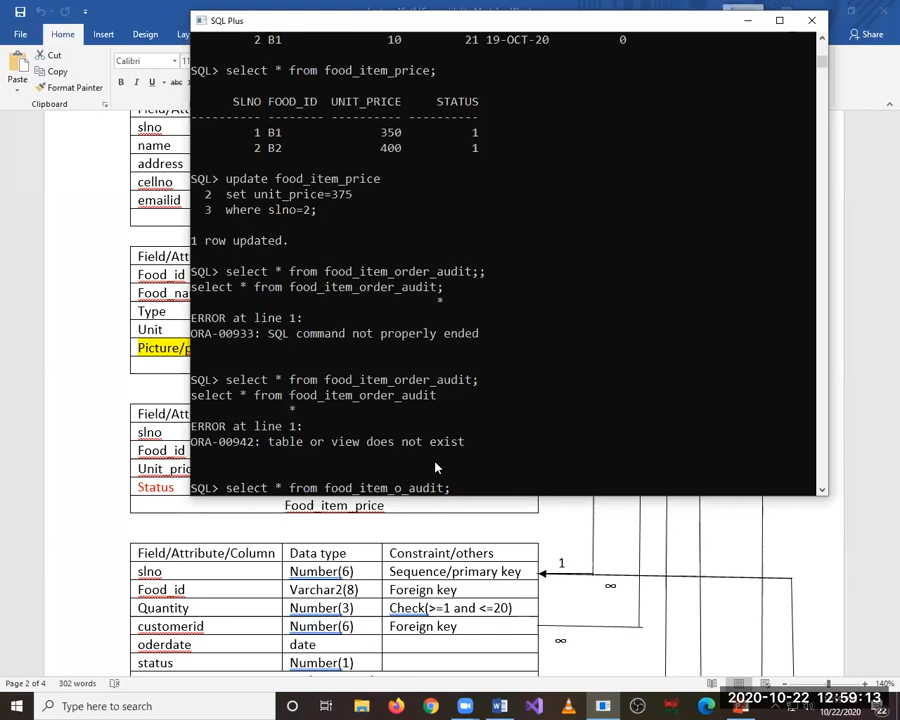 SQL Plus
File Home Insert Design Share
Calibri
Paste Cut
Copy
Format Painter
B I U abc
Clipboard
2 B1 10 21 19-OCT-20 0
SQL> select * from food_item_price;
SLNO FOOD_ID UNIT_PRICE STATUS
---------- -------- ---------- ----------
1 B1 350 1
2 B2 400 1
SQL> update food_item_price
2 set unit_price=375
3 where slno=2;
1 row updated.
SQL> select * from food_item_order_audit;;
select * from food_item_order_audit;
*
ERROR at line 1:
ORA-00933: SQL command not properly ended
SQL> select * from food_item_order_audit;
select * from food_item_order_audit
*
ERROR at line 1:
ORA-00942: table or view does not exist
SQL> select * from food_item_o_audit;
slno
name
address
cellno
emailid
Field/Att
Food_id
Food_na
Type
Unit
Picture/p
Field/Att
slno
Food_id
Unit_pric
Status
Food_item_price
Field/Attribute/Column Data type Constraint/others
slno Number(6) Sequence/primary key
Food_id Varchar2(8) Foreign key
Quantity Number(3) Check(>=1 and <=20)
customerid Number(6) Foreign key
oderdate date
status Number(1)
1
∞
∞
Page 2 of 4 302 words
140%
Type here to search
2020-10-22 12:59:13
10/22/2020